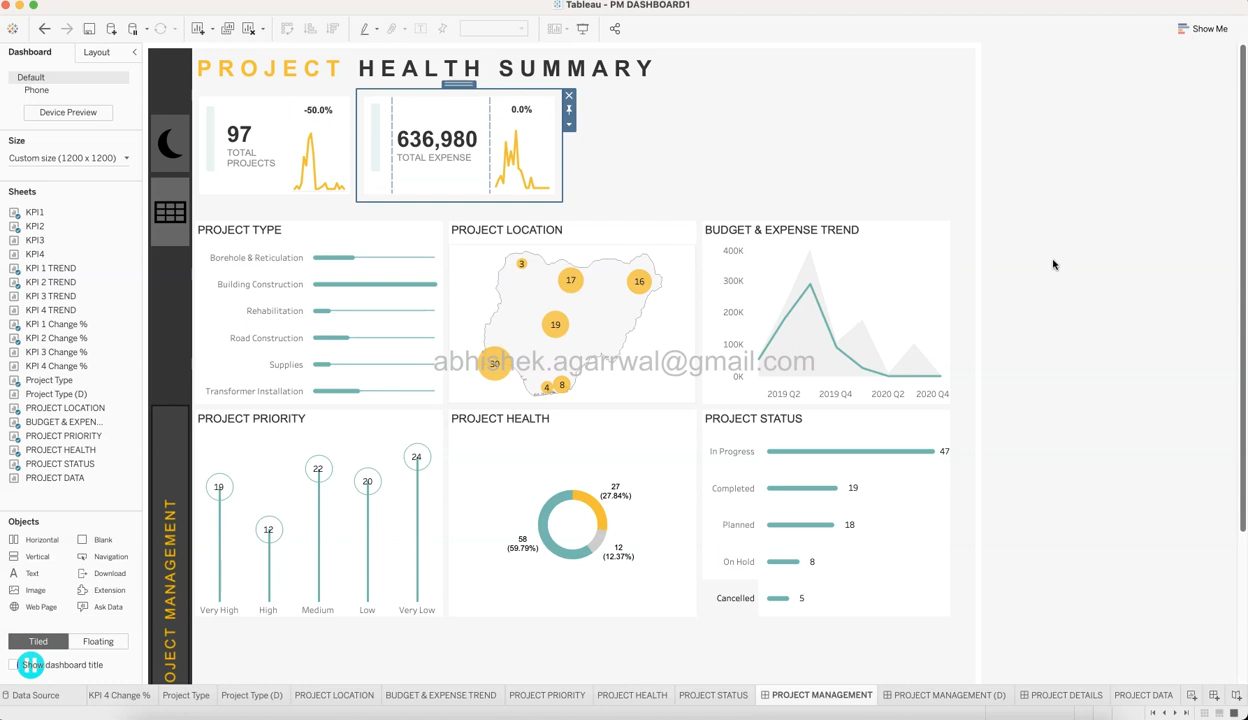 Tableau - PM DASHBOARD1
Show Me
Dashboard
Layout
Default
Phone
Device Preview
Size
Custom size (1200 x 1200)
Sheets
KPI1
KPI2
KPI3
KPI4
KPI 1 TREND
KPI 2 TREND
KPI 3 TREND
KPI 4 TREND
KPI 1 Change %
KPI 2 Change %
KPI 3 Change %
KPI 4 Change %
Project Type
Project Type (D)
PROJECT LOCATION
BUDGET & EXPEN...
PROJECT PRIORITY
PROJECT HEALTH
PROJECT STATUS
PROJECT DATA
Objects
Horizontal
Blank
Vertical
Navigation
Text
Download
Image
Extension
Web Page
Ask Data
Tiled
Floating
Show dashboard title
PROJECT HEALTH SUMMARY
97
TOTAL
PROJECTS
-50.0%
636,980
TOTAL EXPENSE
0.0%
PROJECT TYPE
Borehole & Reticulation
Building Construction
Rehabilitation
Road Construction
Supplies
Transformer Installation
PROJECT LOCATION
3
17
16
19
30
4
8
BUDGET & EXPENSE TREND
400K
300K
200K
100K
0K
2019 Q2
2019 Q4
2020 Q2
2020 Q4
abhishek.agarrwal@gmail.com
PROJECT PRIORITY
19
12
22
20
24
Very High
High
Medium
Low
Very Low
PROJECT HEALTH
27
(27.84%)
58
(59.79%)
12
(12.37%)
PROJECT STATUS
In Progress
47
Completed
19
Planned
18
On Hold
8
Cancelled
5
OJECT MANAGEMENT
Data Source
KPI 4 Change %
Project Type
Project Type (D)
PROJECT LOCATION
BUDGET & EXPENSE TREND
PROJECT PRIORITY
PROJECT HEALTH
PROJECT STATUS
PROJECT MANAGEMENT
PROJECT MANAGEMENT (D)
PROJECT DETAILS
PROJECT DATA